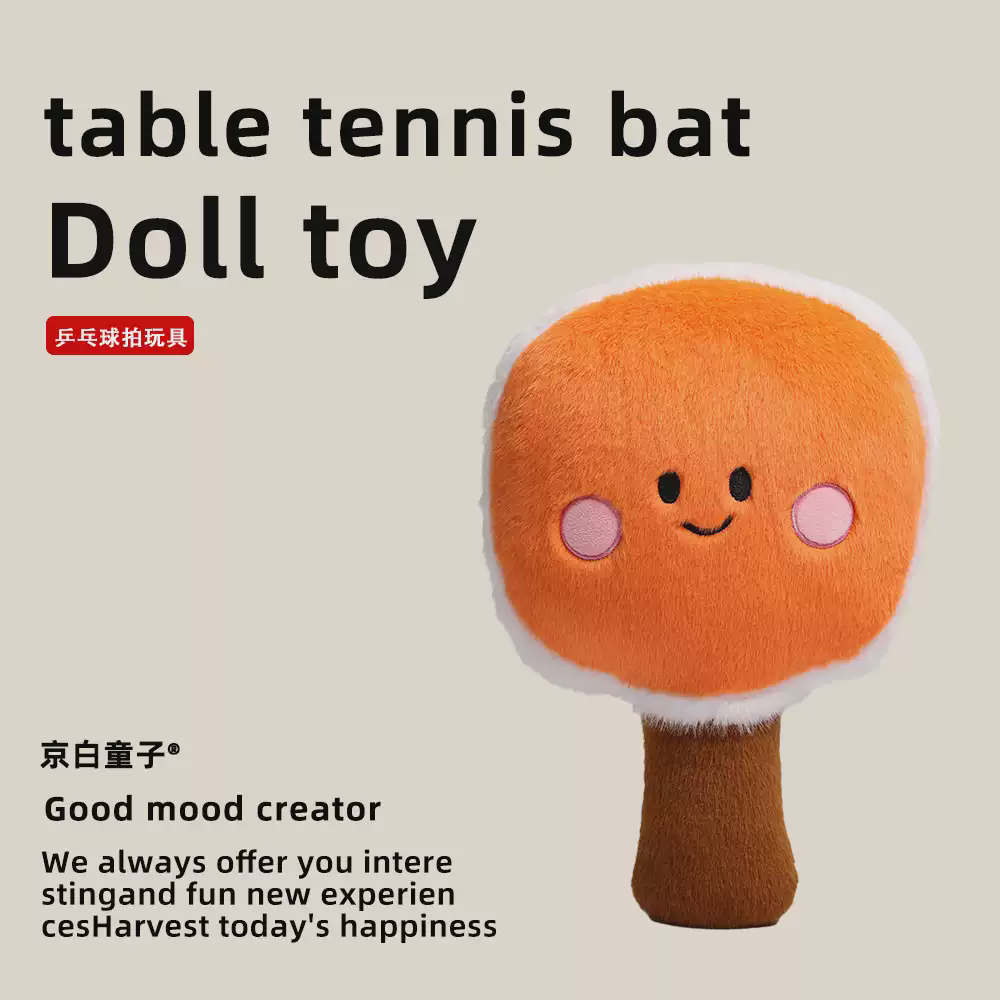 table tennis bat
Doll toy
乒乓球拍玩具
京白童子®
Good mood creator
We always offer you intere
stingand fun new experien
cesHarvest today's happiness